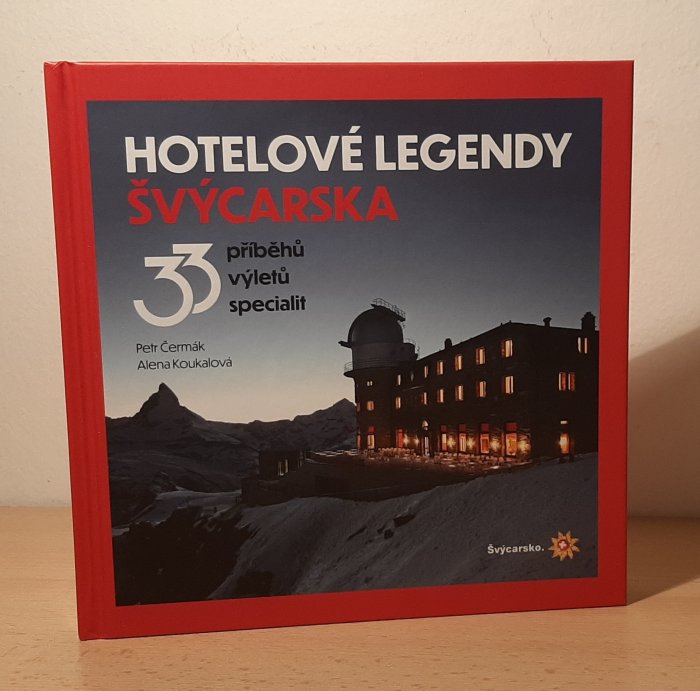 HOTELOVÉ LEGENDY
ŠVÝCARSKA
33 příběhů
výletů
specialit
Petr Čermák
Alena Koukalová
Švýcarsko.